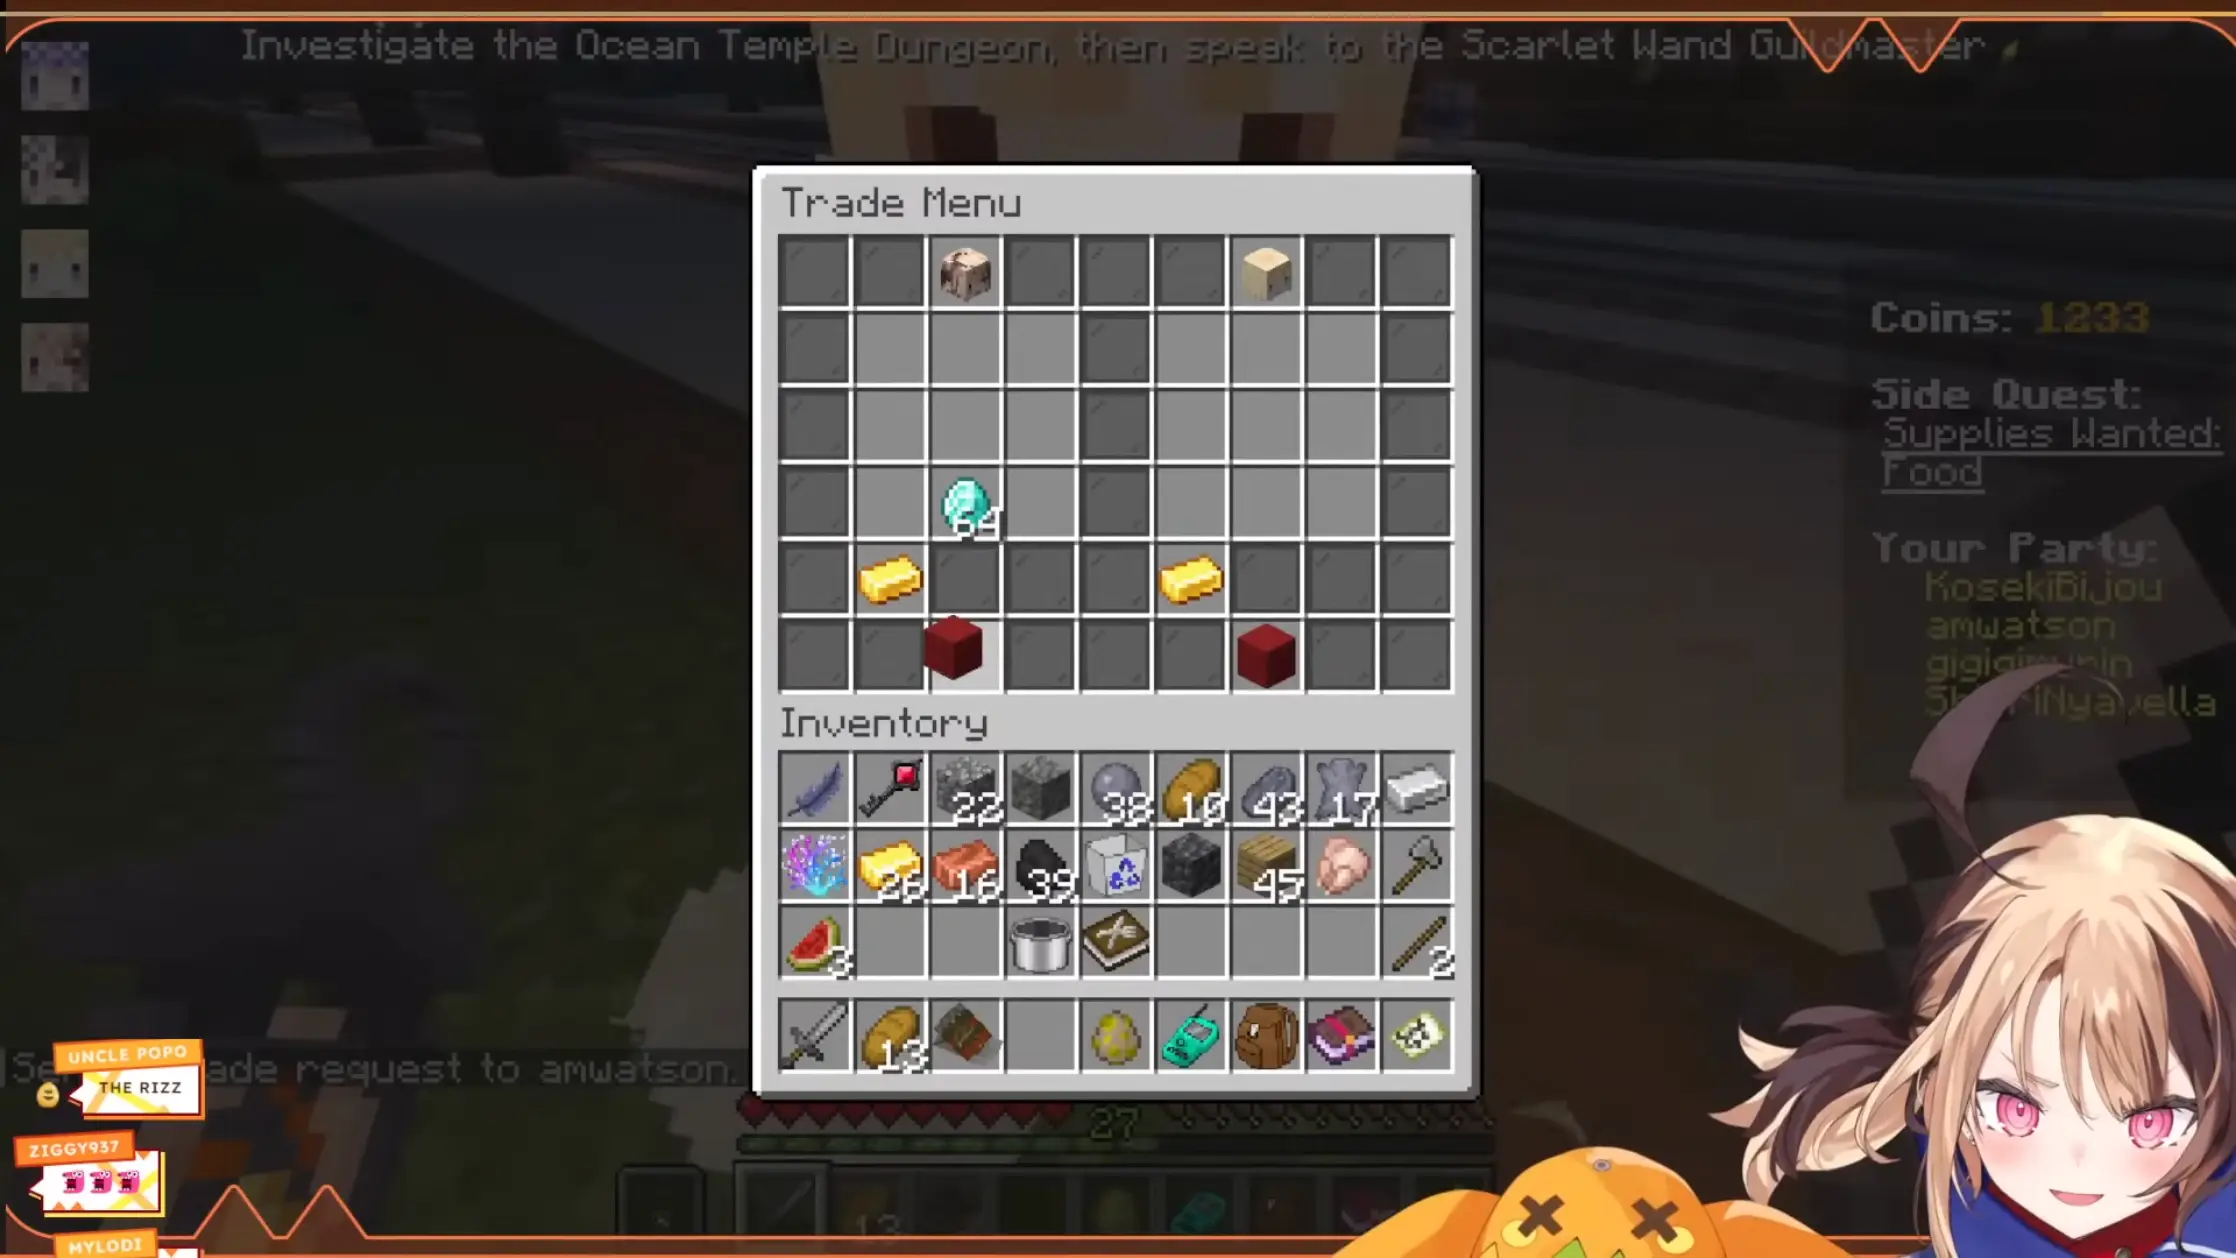 Investigate the Ocean Temple Dungeon, then speak to the Scarlet Wand Guildmaster
Trade Menu
64
Coins: 1233
Side Quest:
Supplies Wanted:
Food
Your Party:
KosekiBijou
amwatson
Inventory
22 38 10 43 17
26 16 39 45
3 2
13
request to amwatson.
27
13
UNCLE POPO
THE RIZZ
ZIGGY937
MYLODI